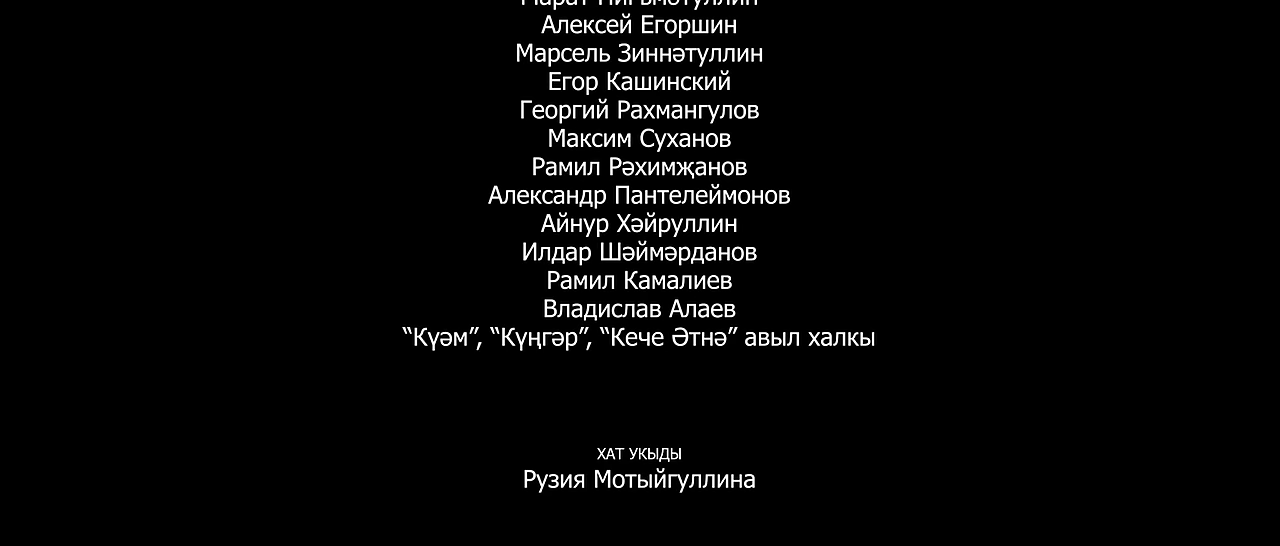 Алексей Егоршин
Марсель Зиннәтуллин
Егор Кашинский
Георгий Рахмангулов
Максим Суханов
Рамил Рәхимҗанов
Александр Пантелеймонов
Айнур Хәйруллин
Илдар Шәймәрданов
Рамил Камалиев
Владислав Алаев
“Күәм”, “Күңгәр”, “Кече Әтнә” авыл халкы
ХАТ УКЫДЫ
Рузия Мотыйгуллина